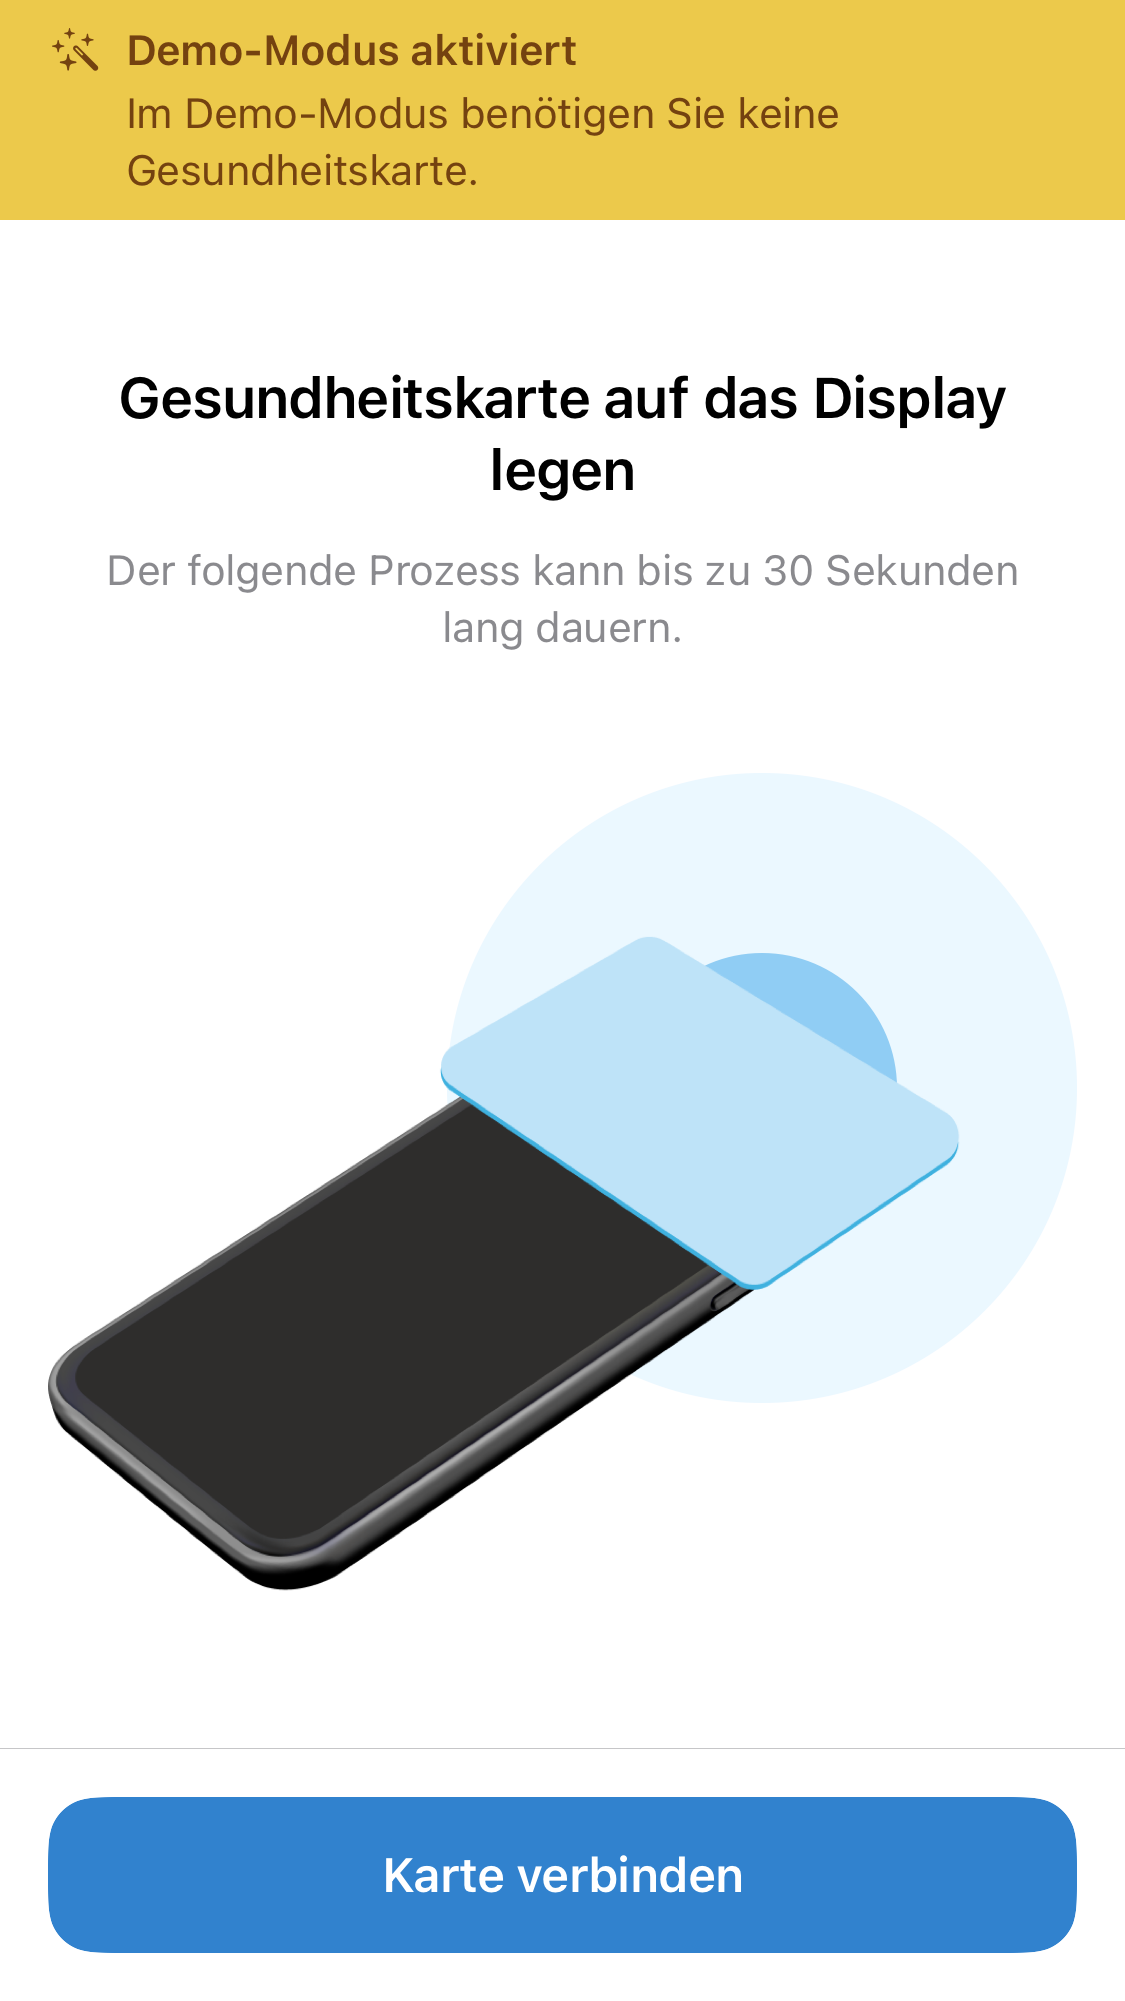 Demo-Modus aktiviert
Im Demo-Modus benötigen Sie keine
Gesundheitskarte.
Gesundheitskarte auf das Display
legen
Der folgende Prozess kann bis zu 30 Sekunden
lang dauern.
Karte verbinden